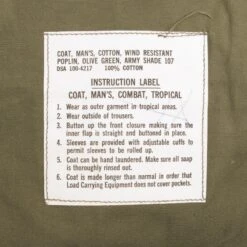 COAT, MAN'S, COTTON, WIND RESISTANT
POPLIN, OLIVE GREEN, ARMY SHADE 107
DSA 100-4217 100% COTTON
INSTRUCTION LABEL
COAT, MAN'S, COMBAT, TROPICAL
1. Wear as outer garment in tropical areas.
2. Wear outside of trousers.
3. Button up the front closure making sure the
inner flap is straight and buttoned in place.
4. Sleeves are provided with adjustable cuffs
to permit sleeves to be rolled up.
5. Coat can be hand laundered. Make sure all soap
is thoroughly rinsed out.
6. Coat is made longer than normal in order that
Load Carrying Equipment does not cover pockets.